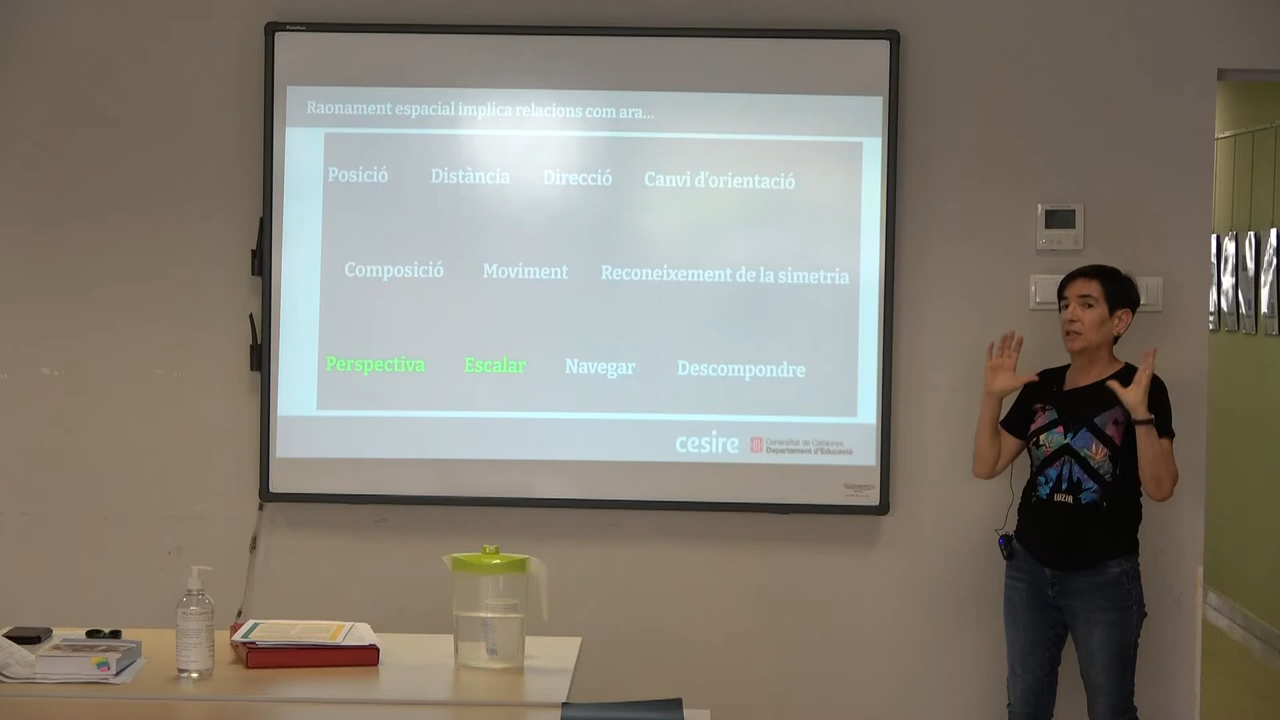 Raonament espacial implica relacions com ara...
Posició Distància Direcció Canvi d'orientació
Composició Moviment Reconeixement de la simetria
Perspectiva Escalar Navegar Descompondre
cesire
Generalitat de Catalunya
Departament d'Educació
LUZIA